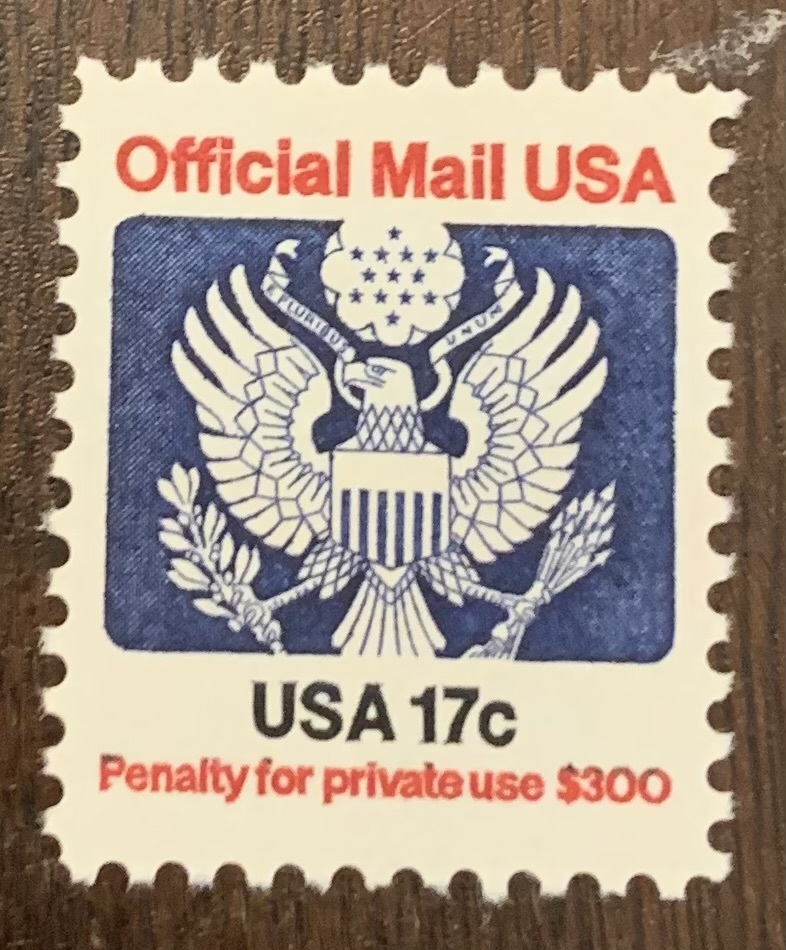 Official Mail USA
E PLURIBUS UNUM
USA 17c
Penalty for private use $300